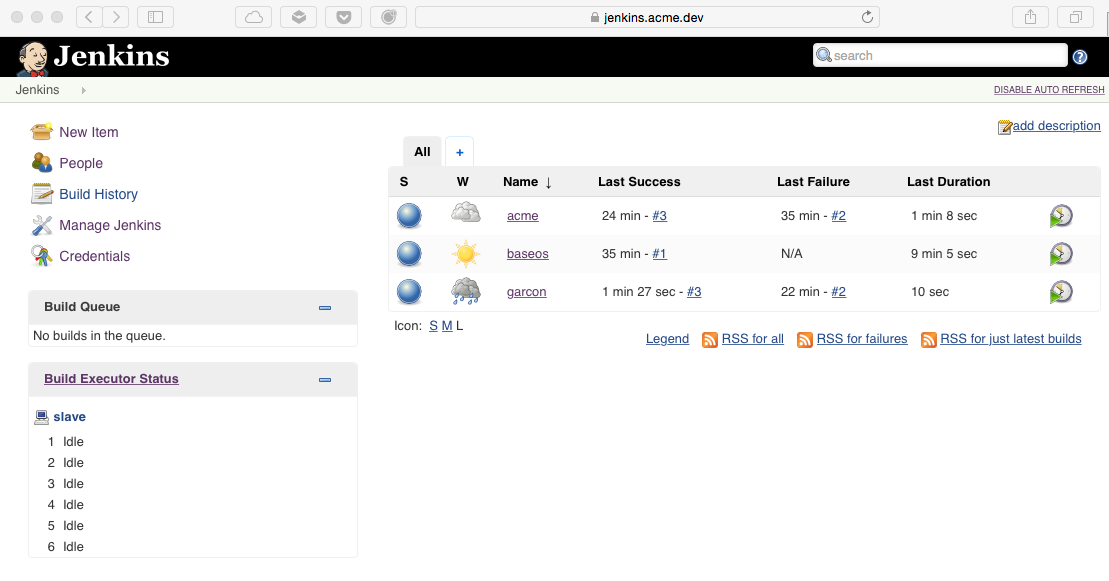 jenkins.acme.dev
Jenkins
search
Jenkins
DISABLE AUTO REFRESH
New Item
People
Build History
Manage Jenkins
Credentials
Build Queue
No builds in the queue.
Build Executor Status
slave
1 Idle
2 Idle
3 Idle
4 Idle
5 Idle
6 Idle
add description
All +
S W Name ↓ Last Success Last Failure Last Duration
acme 24 min - #3 35 min - #2 1 min 8 sec
baseos 35 min - #1 N/A 9 min 5 sec
garcon 1 min 27 sec - #3 22 min - #2 10 sec
Icon: S M L
Legend RSS for all RSS for failures RSS for just latest builds